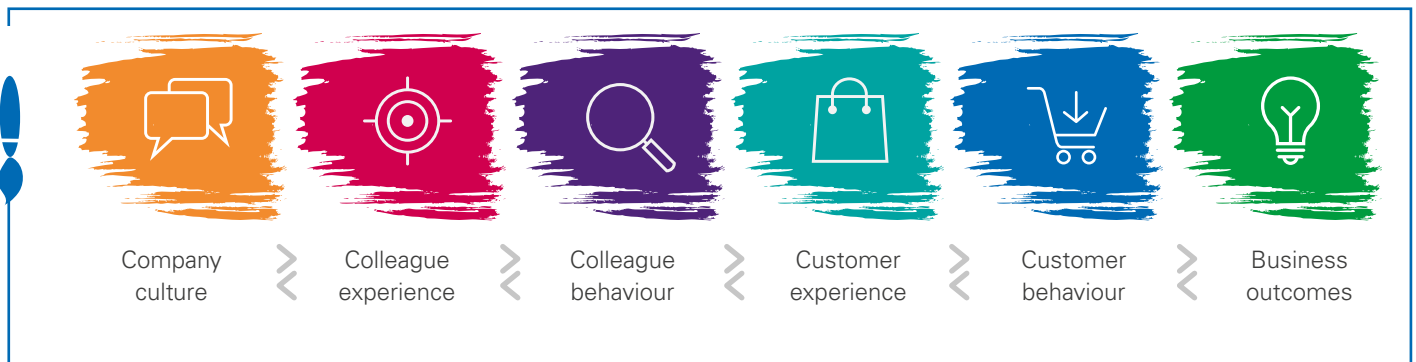 Company
culture
Colleague
experience
Colleague
behaviour
Customer
experience
Customer
behaviour
Business
outcomes